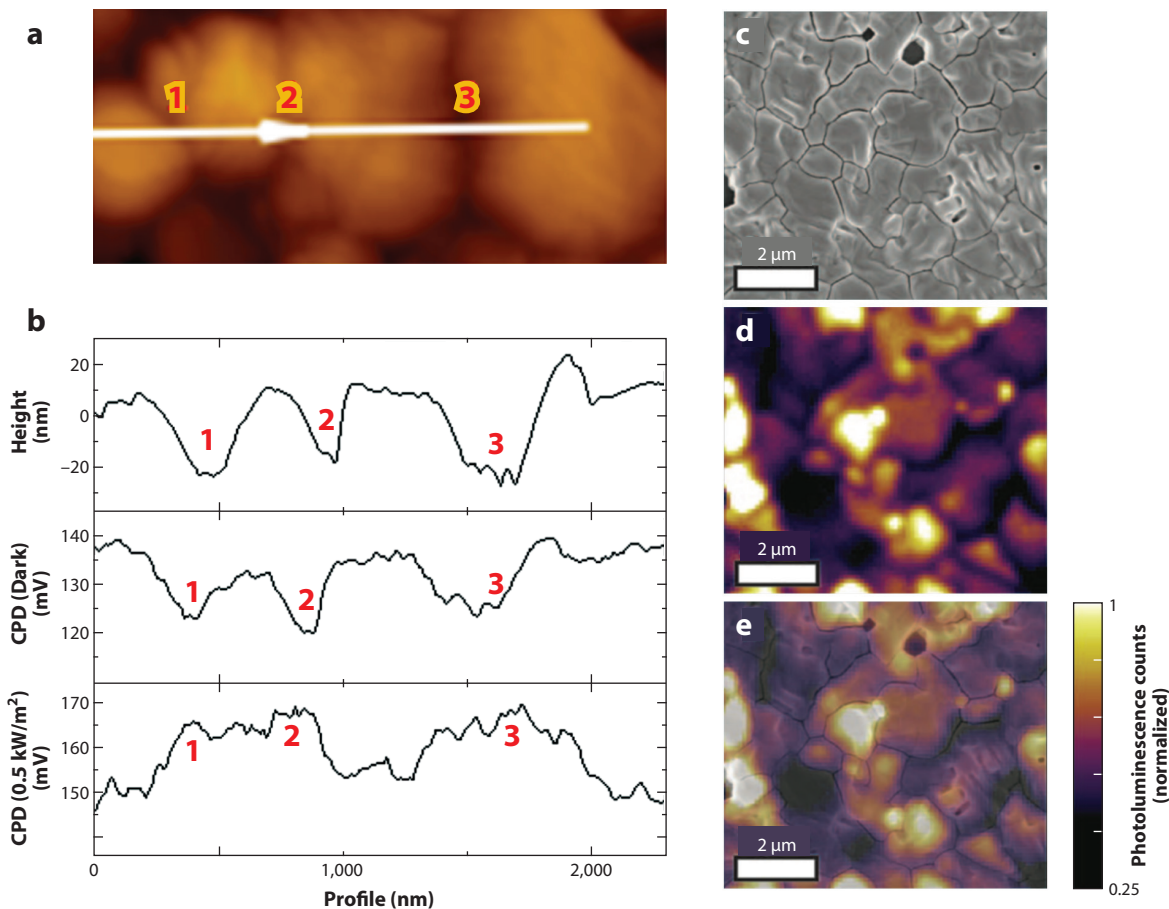 a
1
2
3
b
20
0
–20
Height
(nm)
1
2
3
140
130
120
CPD (Dark)
(mV)
1
2
3
170
160
150
CPD (0.5 kW/m²)
(mV)
1
2
3
0
1,000
2,000
Profile (nm)
c
2 μm
d
2 μm
e
2 μm
1
0.25
Photoluminescence counts
(normalized)